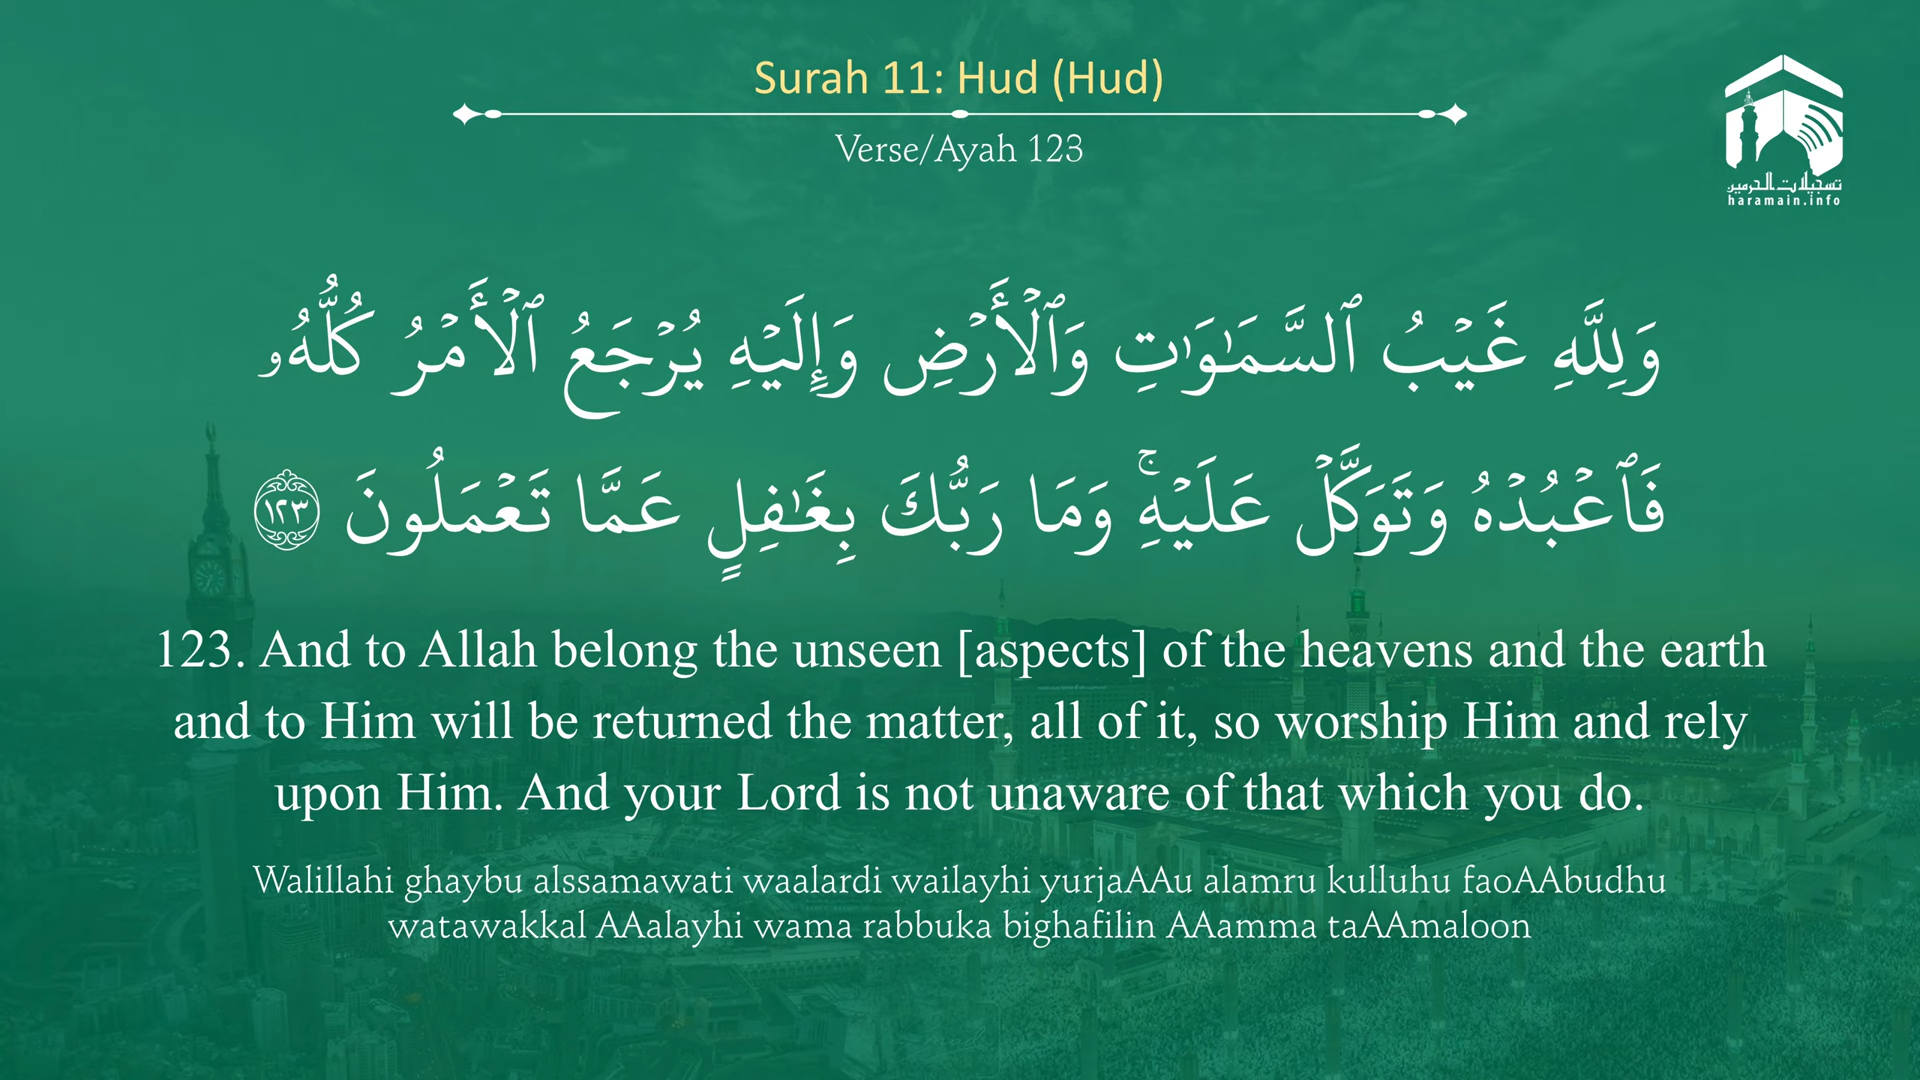 Surah 11: Hud (Hud)
Verse/Ayah 123
تسجيلات الحرمين
haramain.info
وَلِلَّهِ غَيْبُ ٱلسَّمَـٰوَٰتِ وَٱلْأَرْضِ وَإِلَيْهِ يُرْجَعُ ٱلْأَمْرُ كُلُّهُۥ
فَٱعْبُدْهُ وَتَوَكَّلْ عَلَيْهِ ۚ وَمَا رَبُّكَ بِغَـٰفِلٍ عَمَّا تَعْمَلُونَ ١٢٣
123. And to Allah belong the unseen [aspects] of the heavens and the earth
and to Him will be returned the matter, all of it, so worship Him and rely
upon Him. And your Lord is not unaware of that which you do.
Walillahi ghaybu alssamawati waalardi wailayhi yurjaAAu alamru kulluhu faoAAbudhu
watawakkal AAalayhi wama rabbuka bighafilin AAamma taAAmaloon